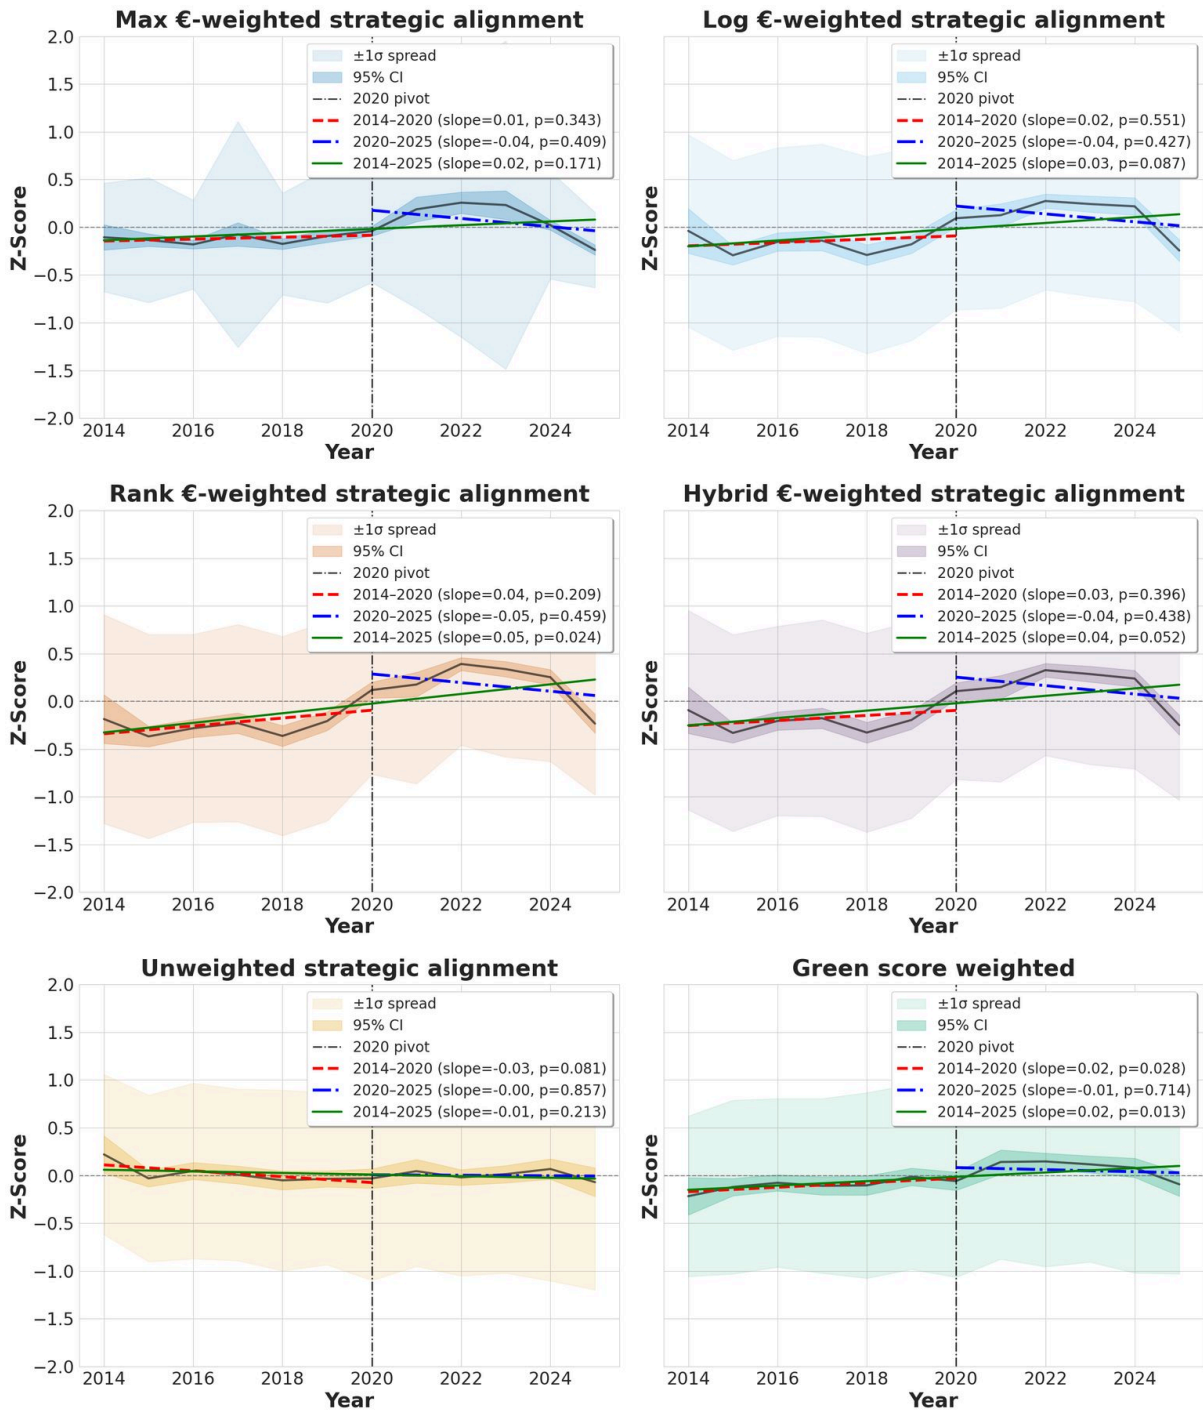 Max €-weighted strategic alignment
2.0
1.5
1.0
0.5
0.0
−0.5
−1.0
−1.5
−2.0
Z-Score
±1σ spread
95% CI
2020 pivot
2014–2020 (slope=0.01, p=0.343)
2020–2025 (slope=-0.04, p=0.409)
2014–2025 (slope=0.02, p=0.171)
2014 2016 2018 2020 2022 2024
Year
Log €-weighted strategic alignment
Z-Score
±1σ spread
95% CI
2020 pivot
2014–2020 (slope=0.02, p=0.551)
2020–2025 (slope=-0.04, p=0.427)
2014–2025 (slope=0.03, p=0.087)
2014 2016 2018 2020 2022 2024
Year
Rank €-weighted strategic alignment
2.0
1.5
1.0
0.5
0.0
−0.5
−1.0
−1.5
−2.0
Z-Score
±1σ spread
95% CI
2020 pivot
2014–2020 (slope=0.04, p=0.209)
2020–2025 (slope=-0.05, p=0.459)
2014–2025 (slope=0.05, p=0.024)
2014 2016 2018 2020 2022 2024
Year
Hybrid €-weighted strategic alignment
Z-Score
±1σ spread
95% CI
2020 pivot
2014–2020 (slope=0.03, p=0.396)
2020–2025 (slope=-0.04, p=0.438)
2014–2025 (slope=0.04, p=0.052)
2014 2016 2018 2020 2022 2024
Year
Unweighted strategic alignment
2.0
1.5
1.0
0.5
0.0
−0.5
−1.0
−1.5
−2.0
Z-Score
±1σ spread
95% CI
2020 pivot
2014–2020 (slope=-0.03, p=0.081)
2020–2025 (slope=-0.00, p=0.857)
2014–2025 (slope=-0.01, p=0.213)
2014 2016 2018 2020 2022 2024
Year
Green score weighted
Z-Score
±1σ spread
95% CI
2020 pivot
2014–2020 (slope=0.02, p=0.028)
2020–2025 (slope=-0.01, p=0.714)
2014–2025 (slope=0.02, p=0.013)
2014 2016 2018 2020 2022 2024
Year